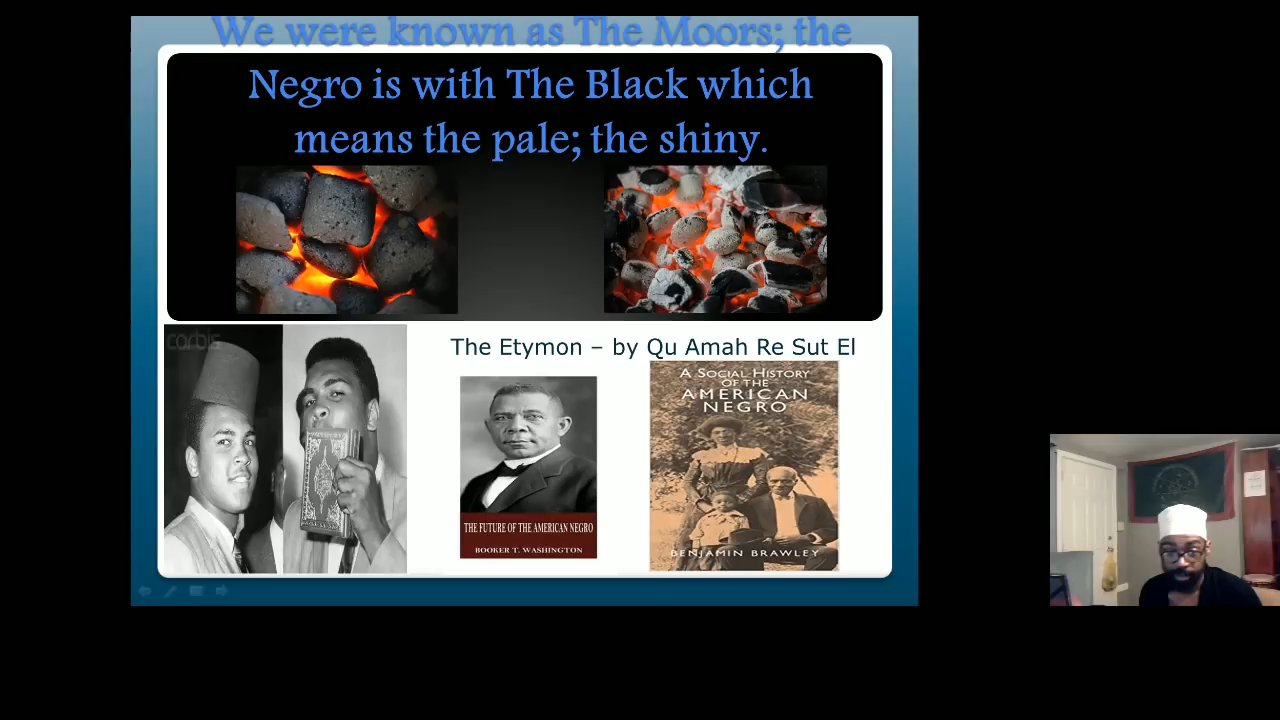 We were known as The Moors; the
Negro is with The Black which
means the pale; the shiny.
corbis
The Etymon – by Qu Amah Re Sut El
THE FUTURE OF THE AMERICAN NEGRO
BOOKER T. WASHINGTON
A SOCIAL HISTORY
OF THE
AMERICAN
NEGRO
BENJAMIN BRAWLEY